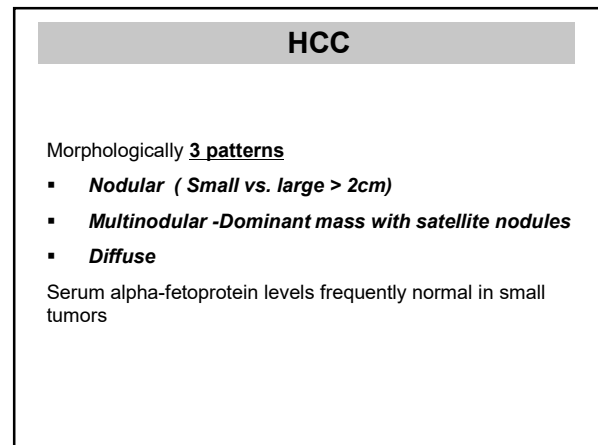 HCC
Morphologically 3 patterns
▪ Nodular ( Small vs. large > 2cm)
▪ Multinodular -Dominant mass with satellite nodules
▪ Diffuse
Serum alpha-fetoprotein levels frequently normal in small
tumors